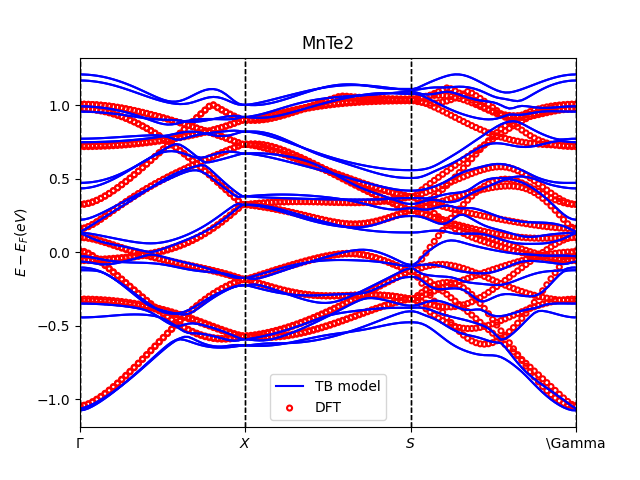 MnTe2
E − E_F(eV)
1.0
0.5
0.0
−0.5
−1.0
TB model
DFT
Γ
X
S
\Gamma